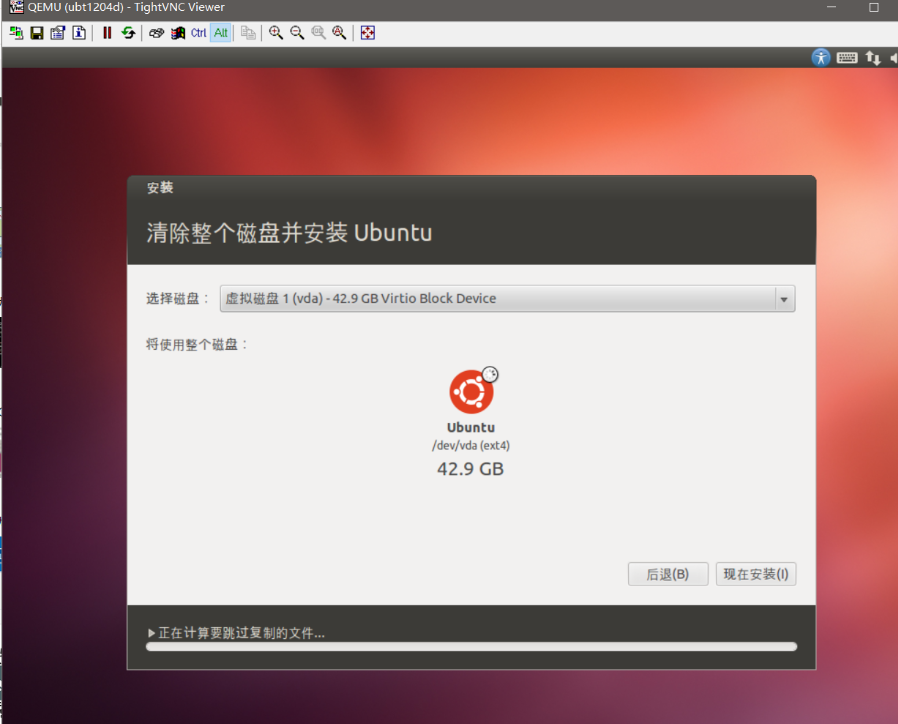 QEMU (ubt1204d) - TightVNC Viewer
Ctrl Alt
安装
清除整个磁盘并安装 Ubuntu
选择磁盘： 虚拟磁盘 1 (vda) - 42.9 GB Virtio Block Device
将使用整个磁盘：
Ubuntu
/dev/vda (ext4)
42.9 GB
后退(B) 现在安装(I)
正在计算要跳过复制的文件...